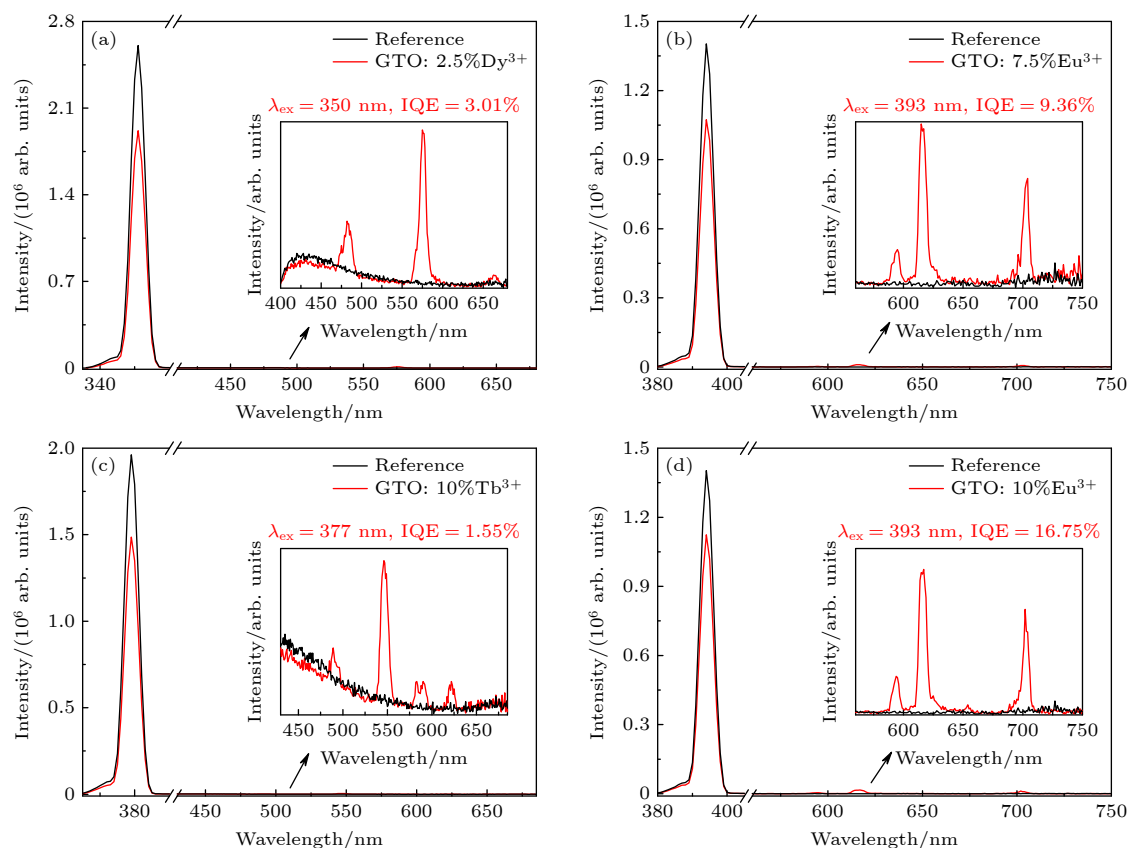 (a)
Reference
GTO: 2.5%Dy³⁺
λex = 350 nm, IQE = 3.01%
Intensity/(10⁶ arb. units)
2.8
2.1
1.4
0.7
0
340
450
500
550
600
650
Wavelength/nm
Intensity/arb. units
400
450
500
550
600
650
Wavelength/nm
(b)
Reference
GTO: 7.5%Eu³⁺
λex = 393 nm, IQE = 9.36%
Intensity/(10⁶ arb. units)
1.5
1.2
0.9
0.6
0.3
0
380
400
600
650
700
750
Wavelength/nm
Intensity/arb. units
600
650
700
750
Wavelength/nm
(c)
Reference
GTO: 10%Tb³⁺
λex = 377 nm, IQE = 1.55%
Intensity/(10⁶ arb. units)
2.0
1.5
1.0
0.5
0
380
450
500
550
600
650
Wavelength/nm
Intensity/arb. units
450
500
550
600
650
Wavelength/nm
(d)
Reference
GTO: 10%Eu³⁺
λex = 393 nm, IQE = 16.75%
Intensity/(10⁶ arb. units)
1.5
1.2
0.9
0.6
0.3
0
380
400
600
650
700
750
Wavelength/nm
Intensity/arb. units
600
650
700
750
Wavelength/nm